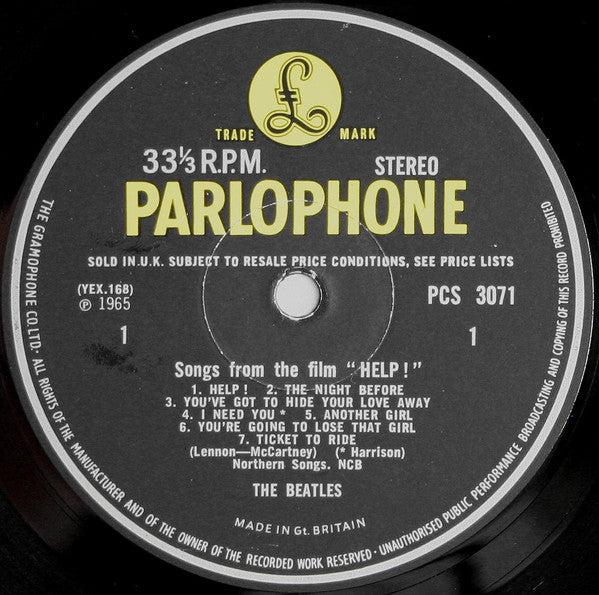 £
TRADE MARK
33⅓ R.P.M. STEREO
PARLOPHONE
SOLD IN U.K. SUBJECT TO RESALE PRICE CONDITIONS, SEE PRICE LISTS
(YEX.168) PCS 3071
℗ 1965
1 1
Songs from the film "HELP!"
1. HELP! 2. THE NIGHT BEFORE
3. YOU'VE GOT TO HIDE YOUR LOVE AWAY
4. I NEED YOU * 5. ANOTHER GIRL
6. YOU'RE GOING TO LOSE THAT GIRL
7. TICKET TO RIDE
(Lennon—McCartney) (* Harrison)
Northern Songs. NCB
THE BEATLES
MADE IN Gt. BRITAIN
THE GRAMOPHONE CO. LTD. · ALL RIGHTS OF THE MANUFACTURER AND OF THE OWNER OF THE RECORDED WORK RESERVED · UNAUTHORISED PUBLIC PERFORMANCE BROADCASTING AND COPYING OF THIS RECORD PROHIBITED